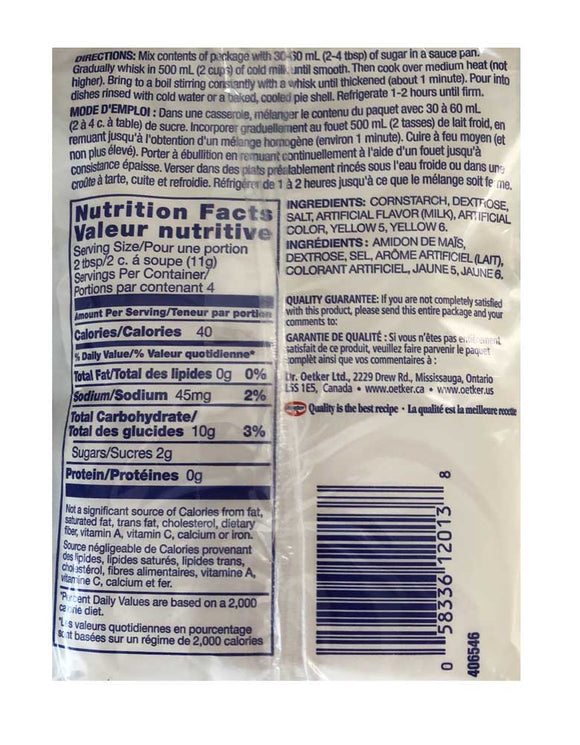 DIRECTIONS: Mix contents of package with 30-60 mL (2-4 tbsp) of sugar in a sauce pan.
Gradually whisk in 500 mL (2 cups) of cold milk until smooth. Then cook over medium heat (not
higher). Bring to a boil stirring constantly with a whisk until thickened (about 1 minute). Pour into
dishes rinsed with cold water or a baked, cooled pie shell. Refrigerate 1-2 hours until firm.
MODE D'EMPLOI : Dans une casserole, mélanger le contenu du paquet avec 30 à 60 mL
(2 à 4 c. à table) de sucre. Incorporer graduellement au fouet 500 mL (2 tasses) de lait froid, en
remuant jusqu'à l'obtention d'un mélange homogène (environ 1 minute). Cuire à feu moyen (et
non plus élevé). Porter à ébullition en remuant continuellement à l'aide d'un fouet jusqu'à
consistance épaisse. Verser dans des plats préalablement rincés sous l'eau froide ou dans une
croûte à tarte, cuite et refroidie. Réfrigérer de 1 à 2 heures jusqu'à ce que le mélange soit ferme.
Nutrition Facts
Valeur nutritive
Serving Size/Pour une portion
2 tbsp/2 c. á soupe (11g)
Servings Per Container/
Portions par contenant 4
Amount Per Serving/Teneur par portion
Calories/Calories 40
% Daily Value/% Valeur quotidienne*
Total Fat/Total des lipides 0g 0%
Sodium/Sodium 45mg 2%
Total Carbohydrate/
Total des glucides 10g 3%
Sugars/Sucres 2g
Protein/Protéines 0g
Not a significant source of Calories from fat,
saturated fat, trans fat, cholesterol, dietary
fiber, vitamin A, vitamin C, calcium or iron.
Source négligeable de Calories provenant
des lipides, lipides saturés, lipides trans,
cholestérol, fibres alimentaires, vitamine A,
vitamine C, calcium et fer.
*Percent Daily Values are based on a 2,000
calorie diet.
*Les valeurs quotidiennes en pourcentage
sont basées sur un régime de 2,000 calories
INGREDIENTS: CORNSTARCH, DEXTROSE,
SALT, ARTIFICIAL FLAVOR (MILK), ARTIFICIAL
COLOR, YELLOW 5, YELLOW 6.
INGRÉDIENTS : AMIDON DE MAÏS,
DEXTROSE, SEL, ARÔME ARTIFICIEL (LAIT),
COLORANT ARTIFICIEL, JAUNE 5, JAUNE 6.
QUALITY GUARANTEE: If you are not completely satisfied
with this product, please send this entire package and your
comments to:
GARANTIE DE QUALITÉ : Si vous n'êtes pas entièrement
satisfait de ce produit, veuillez faire parvenir le paquet
complèt ainsi que vos commentaires à :
Dr. Oetker Ltd., 2229 Drew Rd., Mississauga, Ontario
L5S 1E5, Canada • www.oetker.ca • www.oetker.us
Quality is the best recipe · La qualité est la meilleure recette
0 58336 12013 8
406546